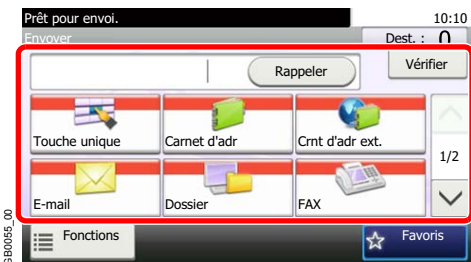 Prêt pour envoi. 10:10
Envoyer Dest. : 0
Rappeler Vérifier
Touche unique Carnet d'adr Crnt d'adr ext.
1/2
E-mail Dossier FAX
Fonctions Favoris
GB0055_00